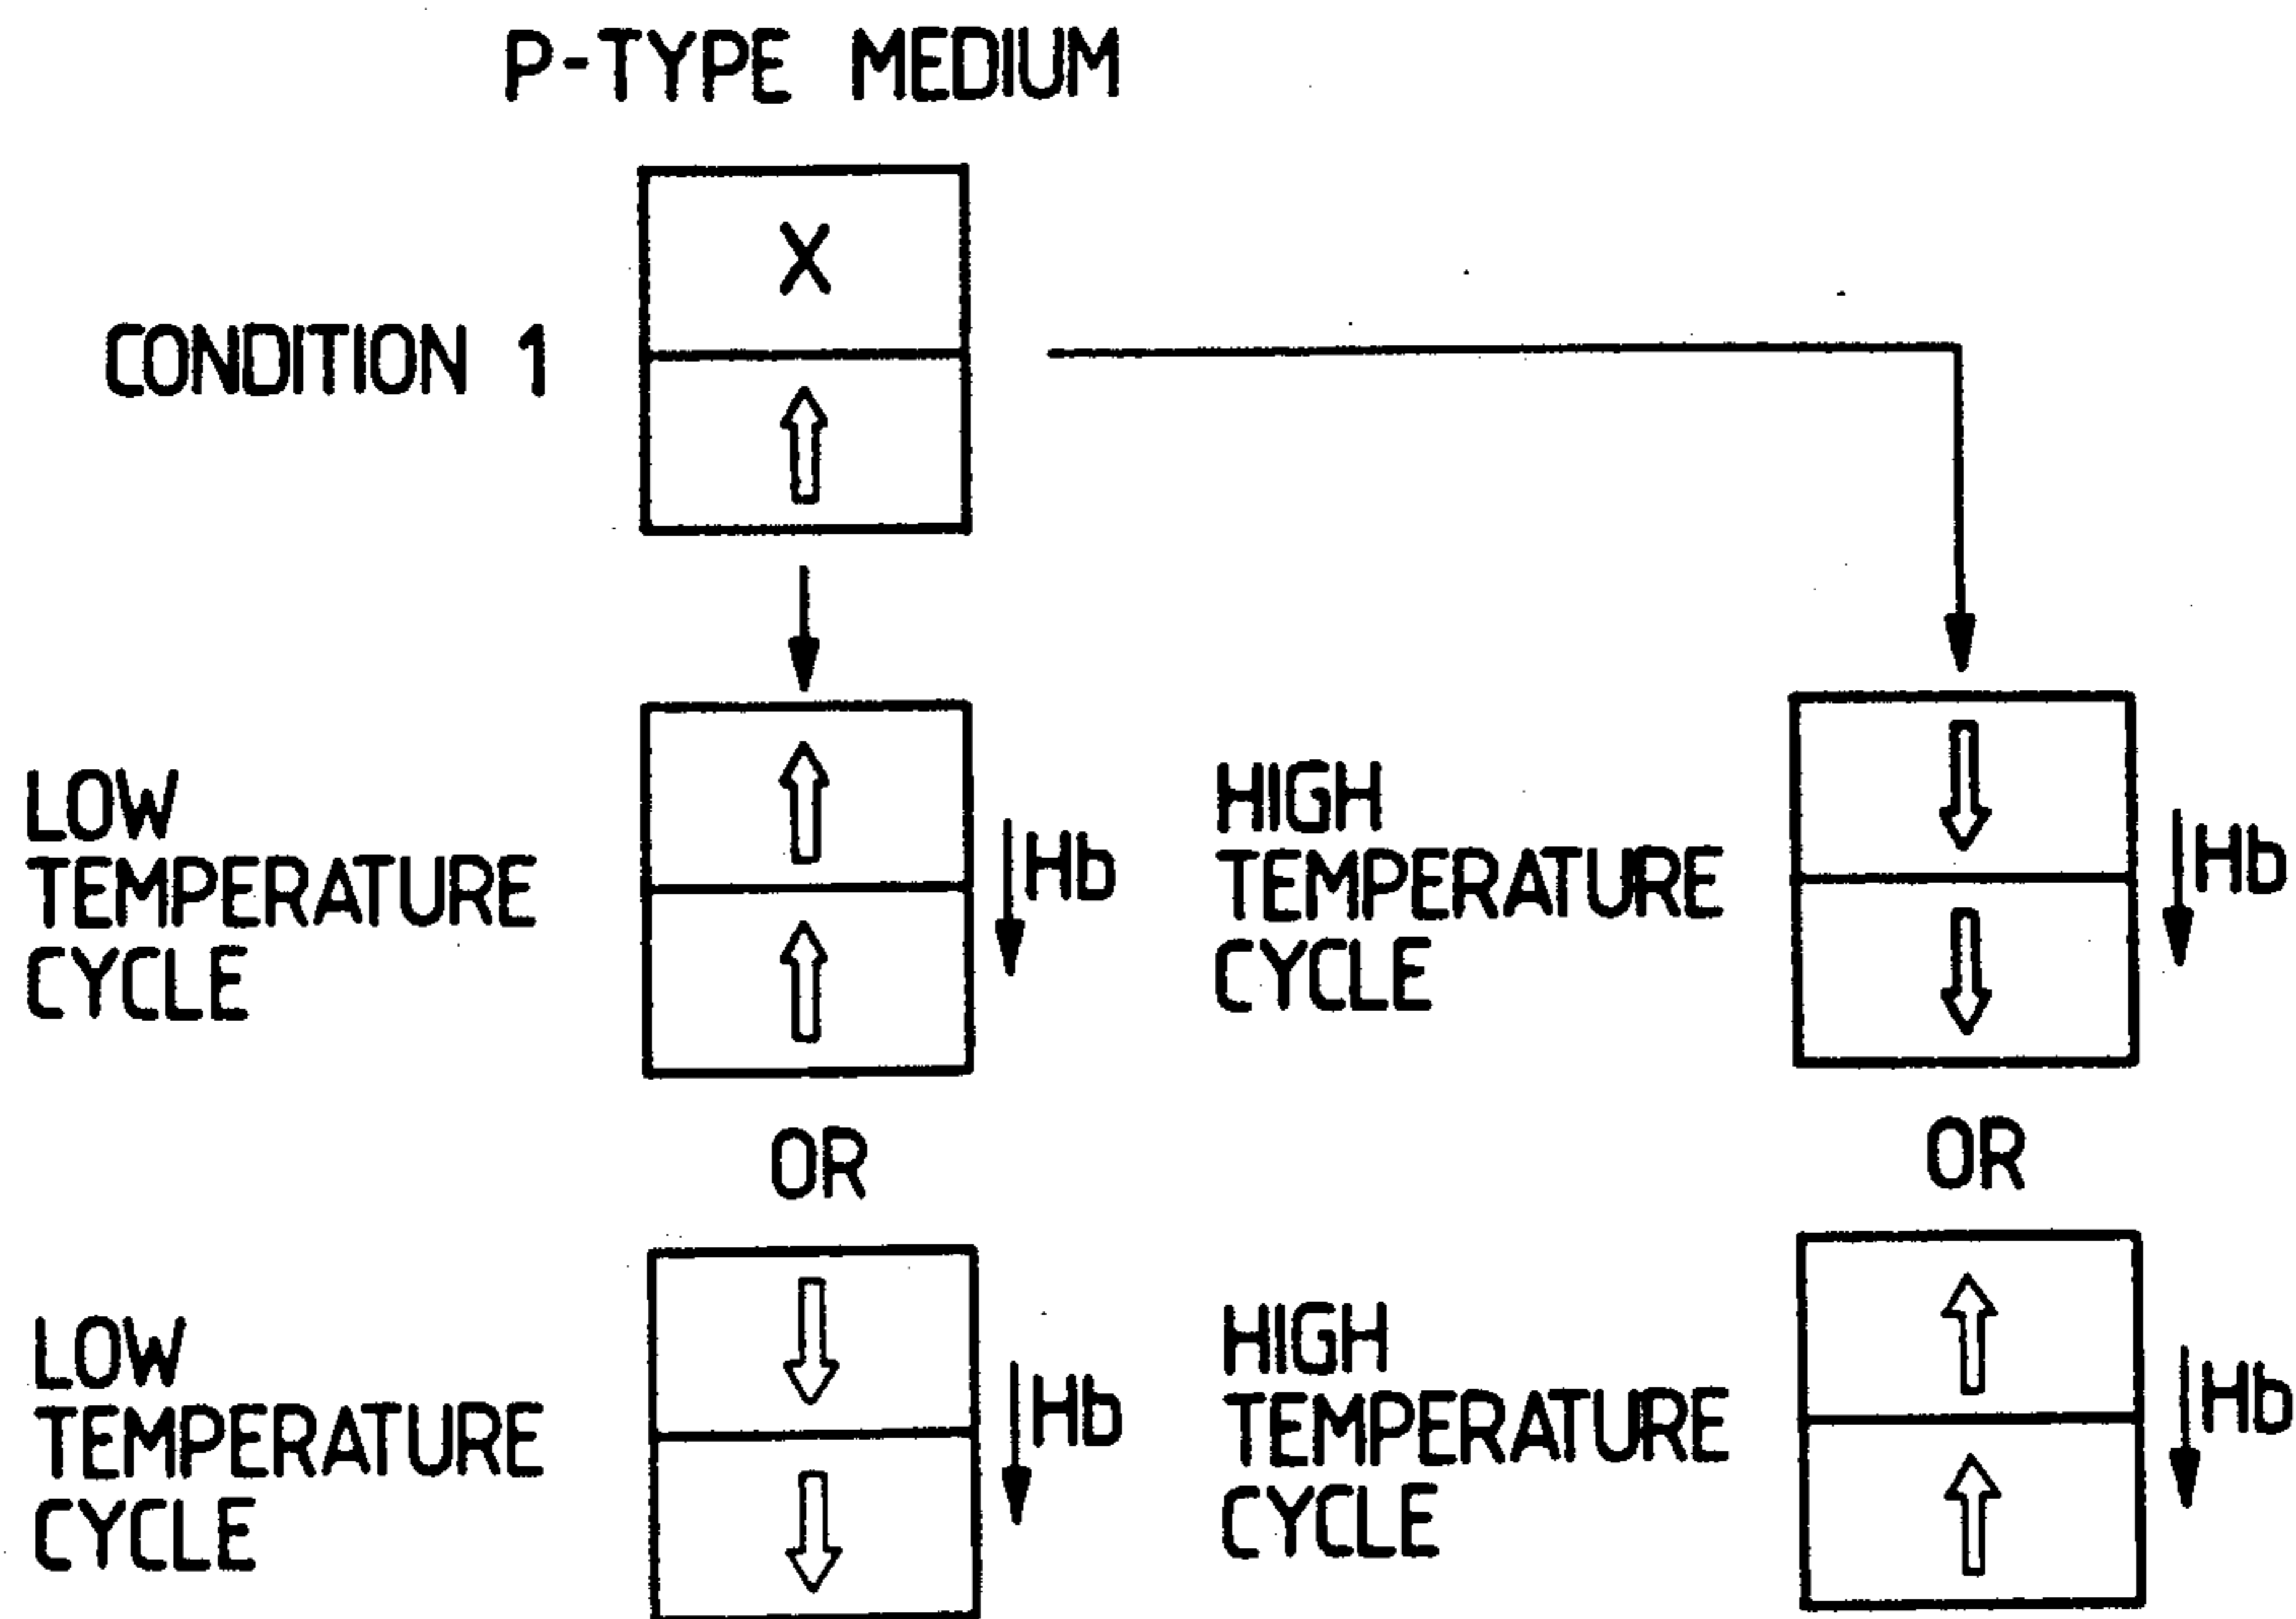 P-TYPE MEDIUM
X
CONDITION 1
LOW
TEMPERATURE
CYCLE
Hb
HIGH
TEMPERATURE
CYCLE
Hb
OR
OR
LOW
TEMPERATURE
CYCLE
Hb
HIGH
TEMPERATURE
CYCLE
Hb